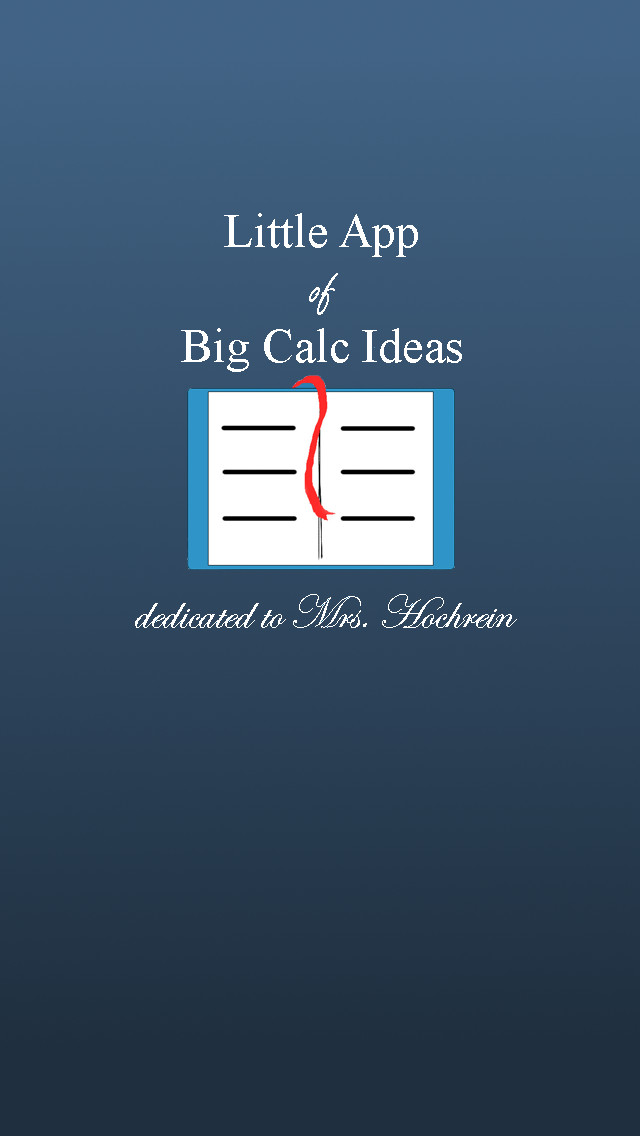 Little App
of
Big Calc Ideas
dedicated to Mrs. Hochrein